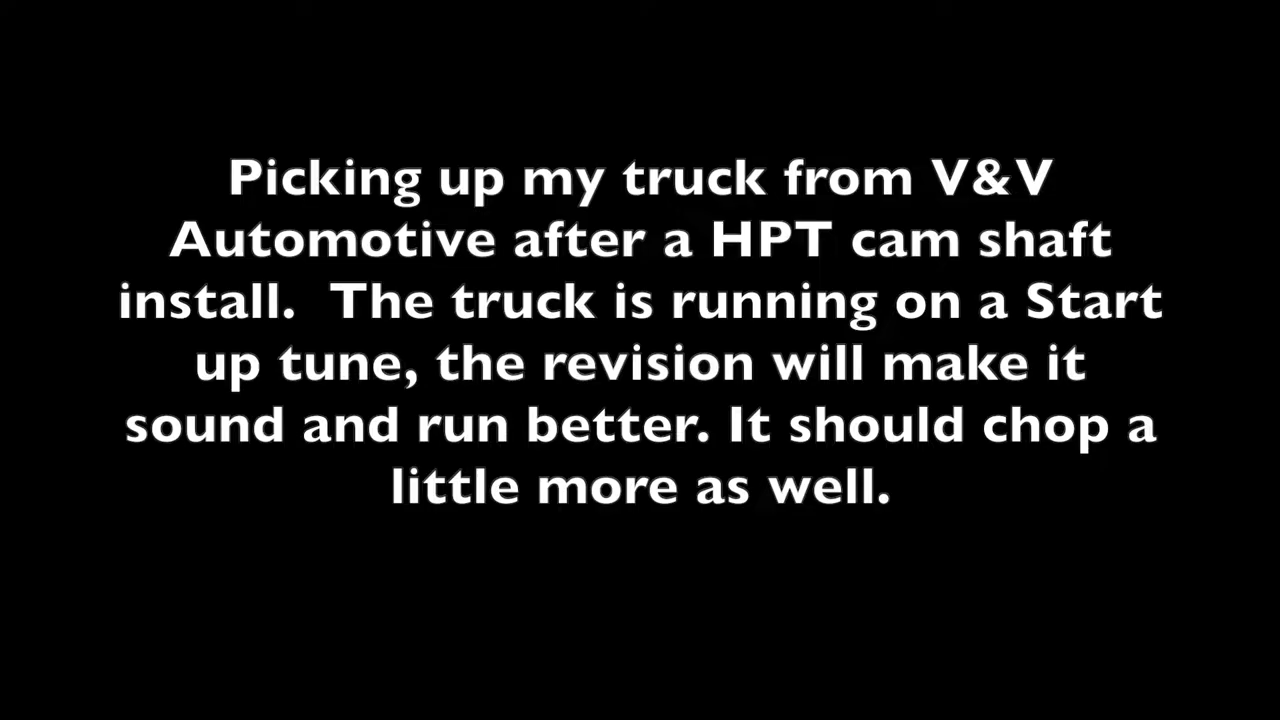 Picking up my truck from V&V
Automotive after a HPT cam shaft
install.  The truck is running on a Start
up tune, the revision will make it
sound and run better. It should chop a
little more as well.